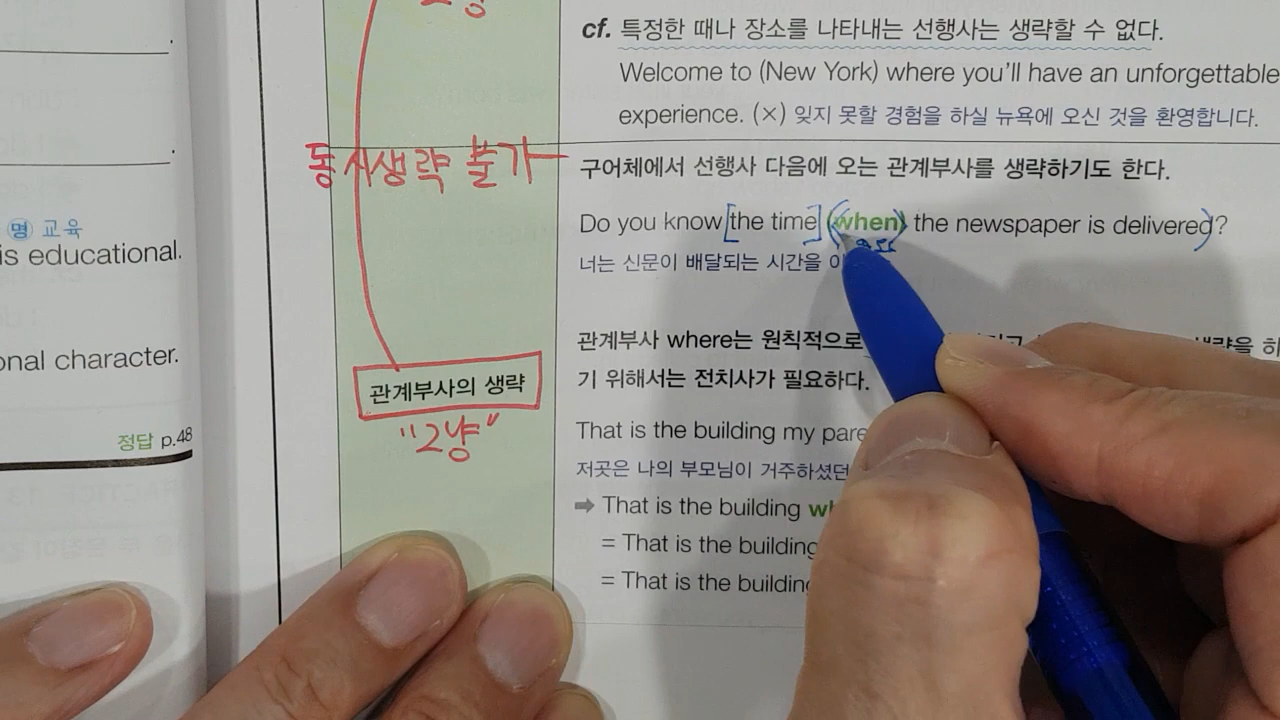 명 교육
is educational.
onal character.
정답 p.48
동시생략 불가
관계부사의 생략
"2냥"
cf. 특정한 때나 장소를 나타내는 선행사는 생략할 수 없다.
Welcome to (New York) where you'll have an unforgettable
experience. (×) 잊지 못할 경험을 하실 뉴욕에 오신 것을 환영합니다.
구어체에서 선행사 다음에 오는 관계부사를 생략하기도 한다.
Do you know [the time] (when) the newspaper is delivered)?
너는 신문이 배달되는 시간을
관계부사 where는 원칙적으로
기 위해서는 전치사가 필요하다.
That is the building my
저곳은 나의 부모님이 거주하셨던
➡ That is the building
= That is the building
= That is the building